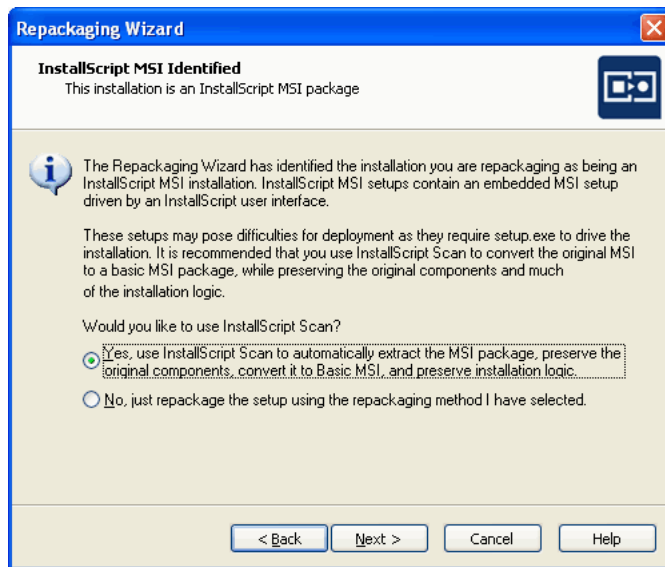 Repackaging Wizard
InstallScript MSI Identified
This installation is an InstallScript MSI package
The Repackaging Wizard has identified the installation you are repackaging as being an
InstallScript MSI installation. InstallScript MSI setups contain an embedded MSI setup
driven by an InstallScript user interface.
These setups may pose difficulties for deployment as they require setup.exe to drive the
installation. It is recommended that you use InstallScript Scan to convert the original MSI
to a basic MSI package, while preserving the original components and much
of the installation logic.
Would you like to use InstallScript Scan?
Yes, use InstallScript Scan to automatically extract the MSI package, preserve the
original components, convert it to Basic MSI, and preserve installation logic.
No, just repackage the setup using the repackaging method I have selected.
< Back Next > Cancel Help